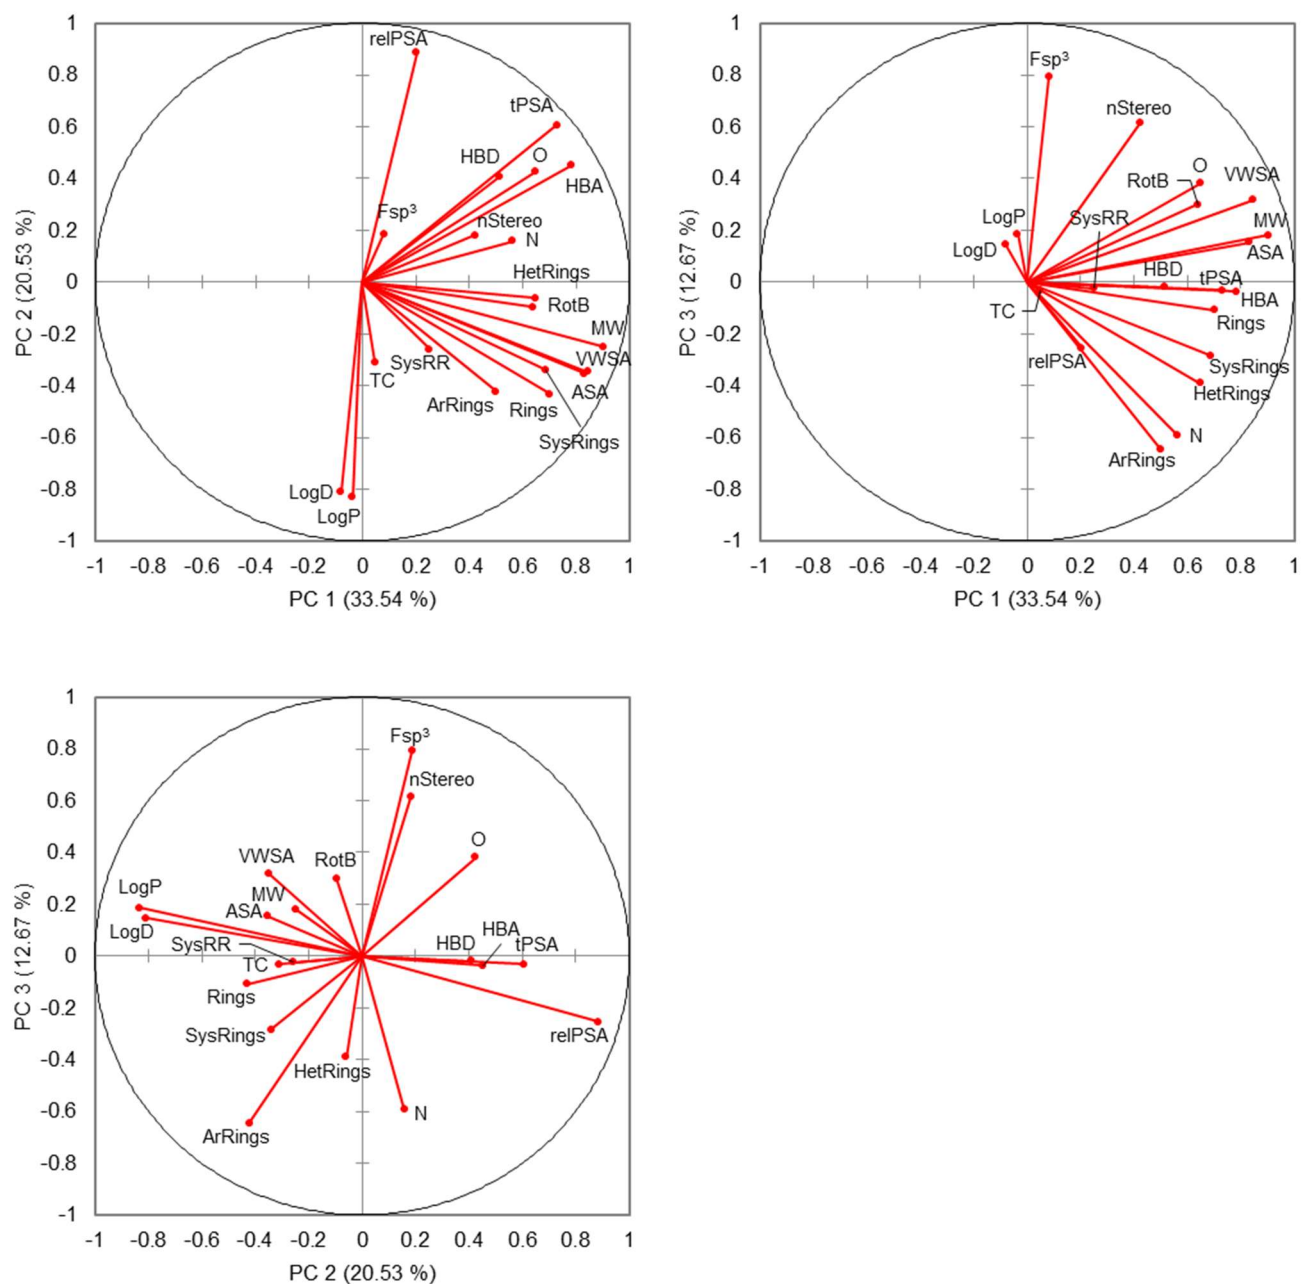 1
relPSA
0.8
tPSA
0.6
HBD
O
0.4
HBA
Fsp³
nStereo
0.2
N
HetRings
0
RotB
-0.2
MW
SysRR
VWSA
TC
ASA
-0.4
ArRings
Rings
-0.6
SysRings
-0.8
LogD
LogP
-1
-1 -0.8 -0.6 -0.4 -0.2 0 0.2 0.4 0.6 0.8 1
PC 1 (33.54 %)
PC 2 (20.53 %)
1
Fsp³
0.8
nStereo
0.6
O
0.4
RotB
VWSA
LogP
SysRR
MW
0.2
LogD
ASA
HBD
tPSA
0
HBA
TC
Rings
-0.2
relPSA
SysRings
-0.4
HetRings
-0.6
N
ArRings
-0.8
-1
-1 -0.8 -0.6 -0.4 -0.2 0 0.2 0.4 0.6 0.8 1
PC 1 (33.54 %)
PC 3 (12.67 %)
1
Fsp³
0.8
nStereo
0.6
O
0.4
VWSA
RotB
LogP
MW
0.2
ASA
LogD
HBA
SysRR
HBD
tPSA
TC
0
Rings
-0.2
SysRings
relPSA
-0.4
HetRings
-0.6
N
ArRings
-0.8
-1
-1 -0.8 -0.6 -0.4 -0.2 0 0.2 0.4 0.6 0.8 1
PC 2 (20.53 %)
PC 3 (12.67 %)